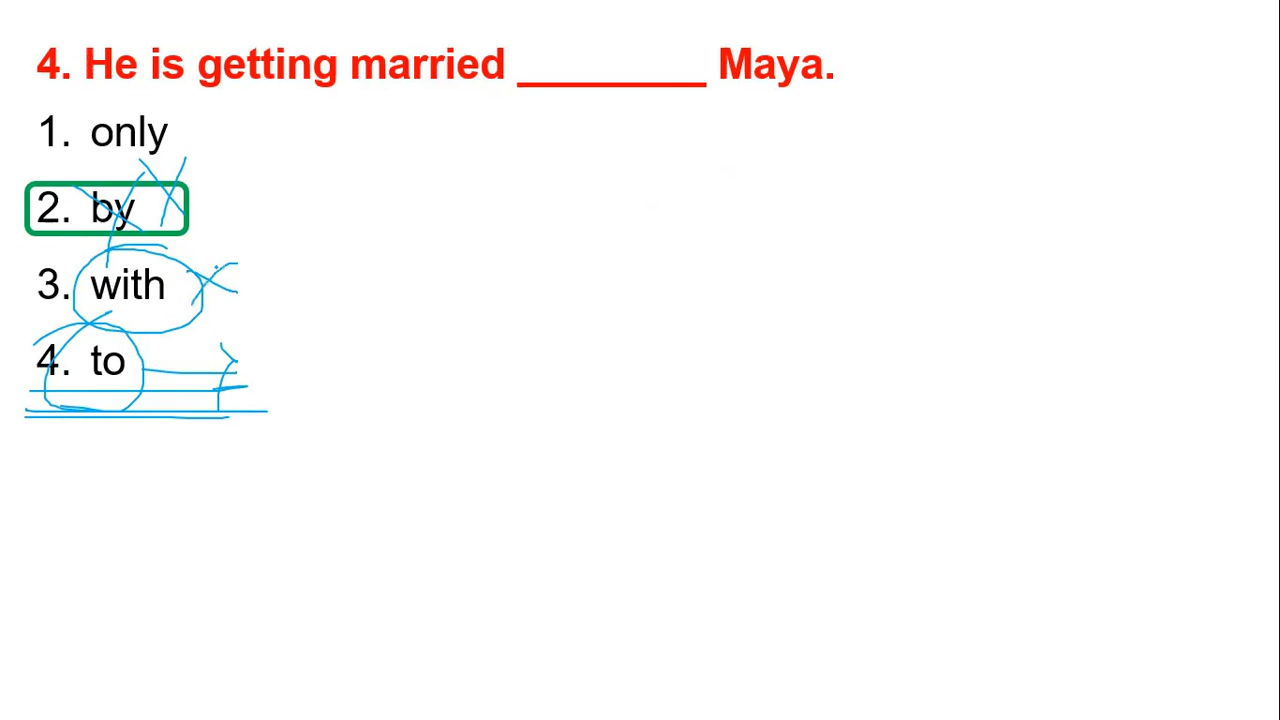 4. He is getting married ________ Maya.
1. only
2. by
3. with
4. to